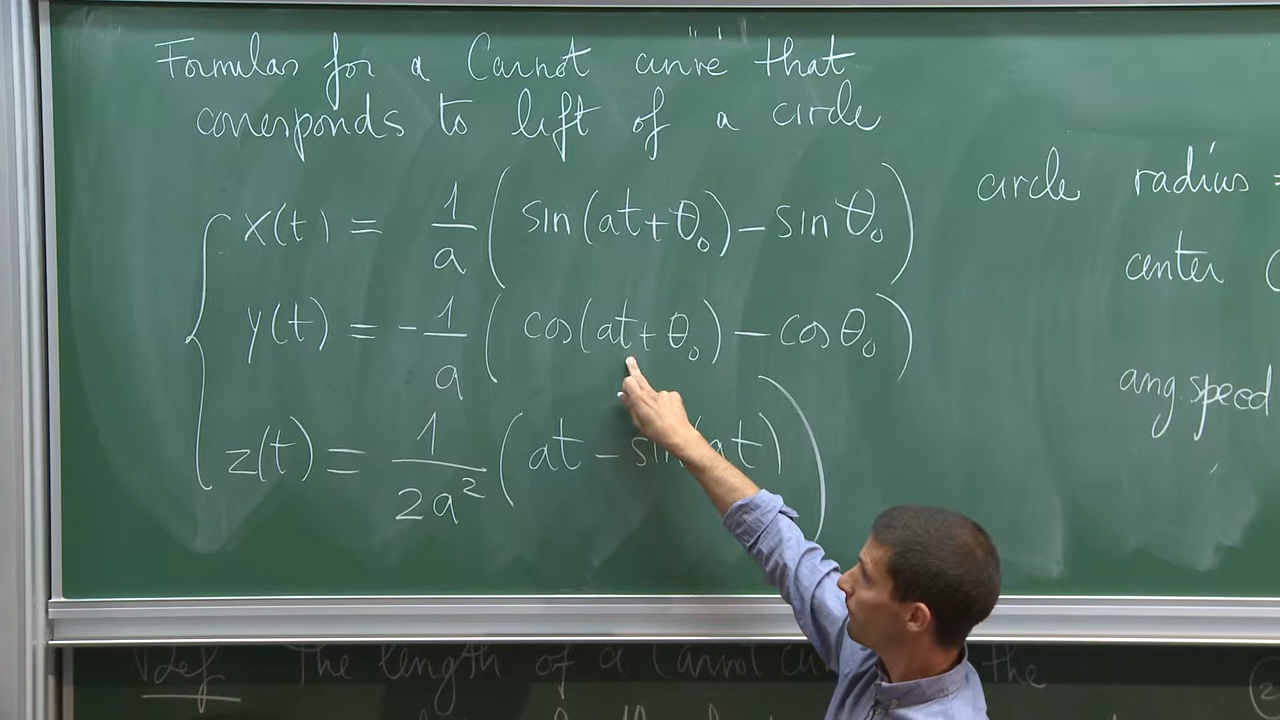 Formulas for a Carnot curve that
corresponds to lift of a circle
x(t) = 1/a (sin(at+θ₀) − sin θ₀)
y(t) = −1/a (cos(at+θ₀) − cos θ₀)
z(t) = 1/2a² (at − sin(at))
circle radius =
center (
ang. speed
Def The length of a Carnot the